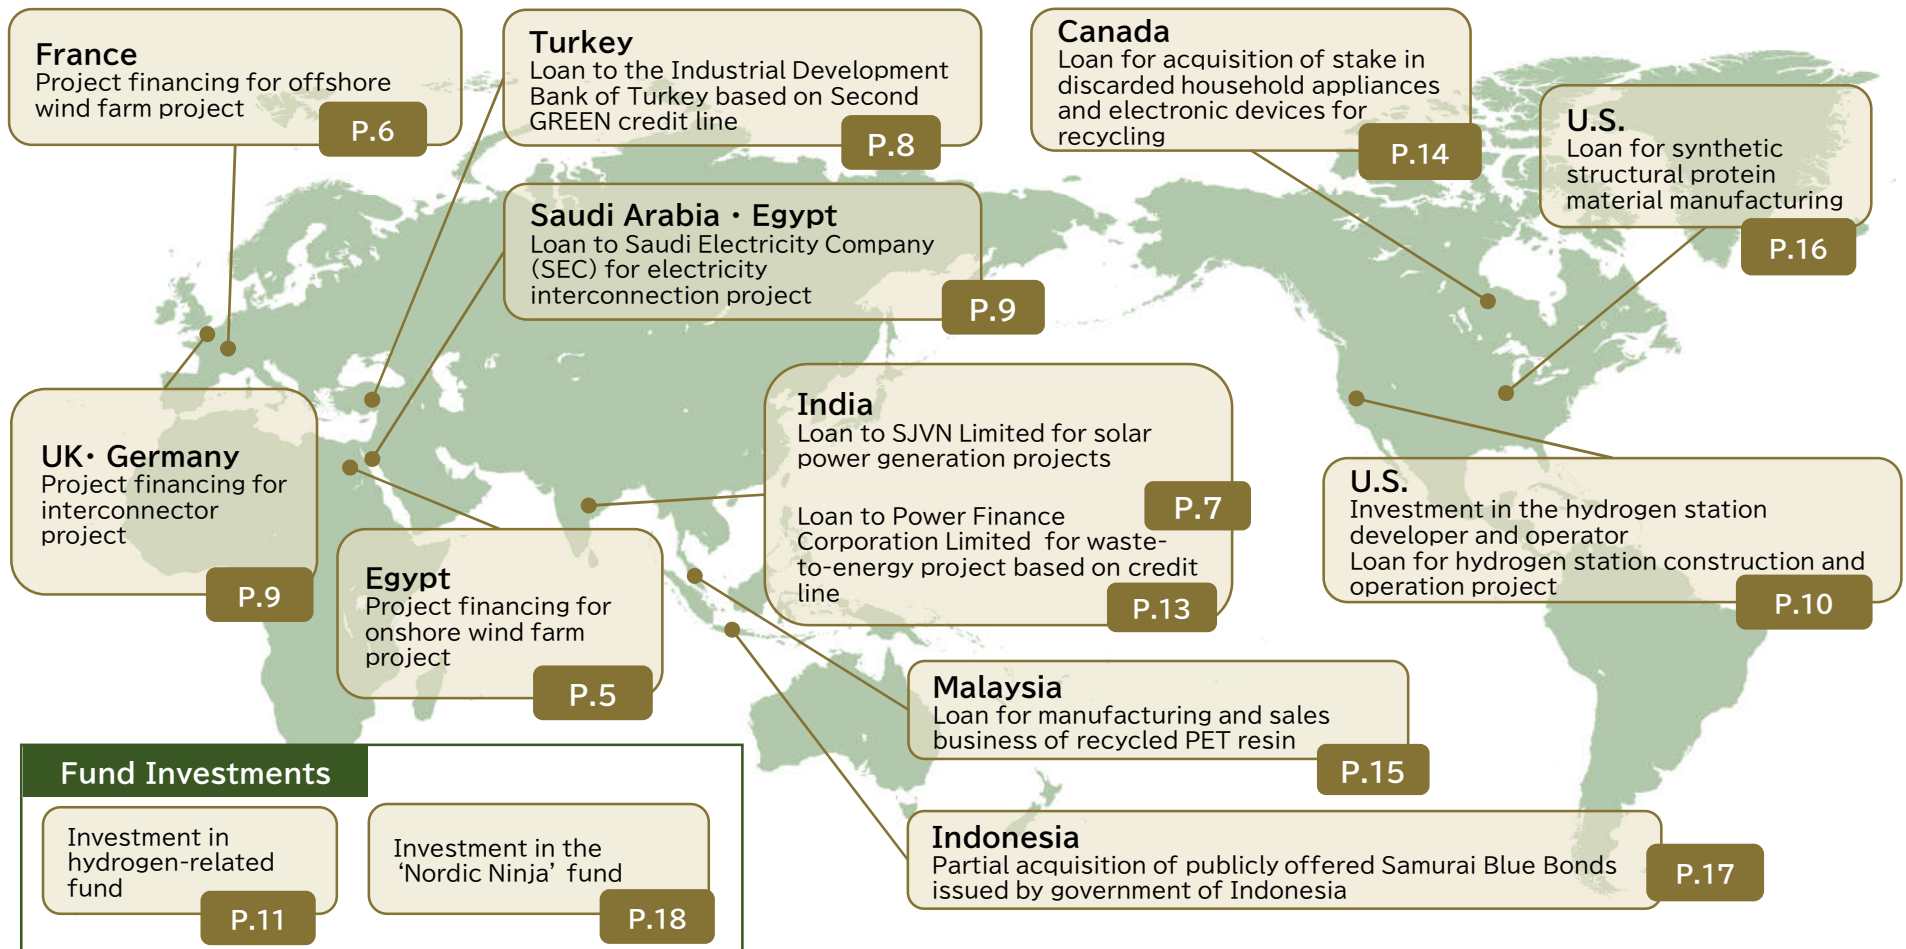 France
Project financing for offshore
wind farm project
P.6
Turkey
Loan to the Industrial Development
Bank of Turkey based on Second
GREEN credit line
P.8
Canada
Loan for acquisition of stake in
discarded household appliances
and electronic devices for
recycling
P.14
U.S.
Loan for synthetic
structural protein
material manufacturing
P.16
Saudi Arabia・Egypt
Loan to Saudi Electricity Company
(SEC) for electricity
interconnection project
P.9
UK・Germany
Project financing for
interconnector
project
P.9
India
Loan to SJVN Limited for solar
power generation projects
P.7
Loan to Power Finance
Corporation Limited for waste-
to-energy project based on credit
line
P.13
U.S.
Investment in the hydrogen station
developer and operator
Loan for hydrogen station construction and
operation project
P.10
Egypt
Project financing for
onshore wind farm
project
P.5
Malaysia
Loan for manufacturing and sales
business of recycled PET resin
P.15
Indonesia
Partial acquisition of publicly offered Samurai Blue Bonds
issued by government of Indonesia
P.17
Fund Investments
Investment in
hydrogen-related
fund
P.11
Investment in the
‘Nordic Ninja’ fund
P.18